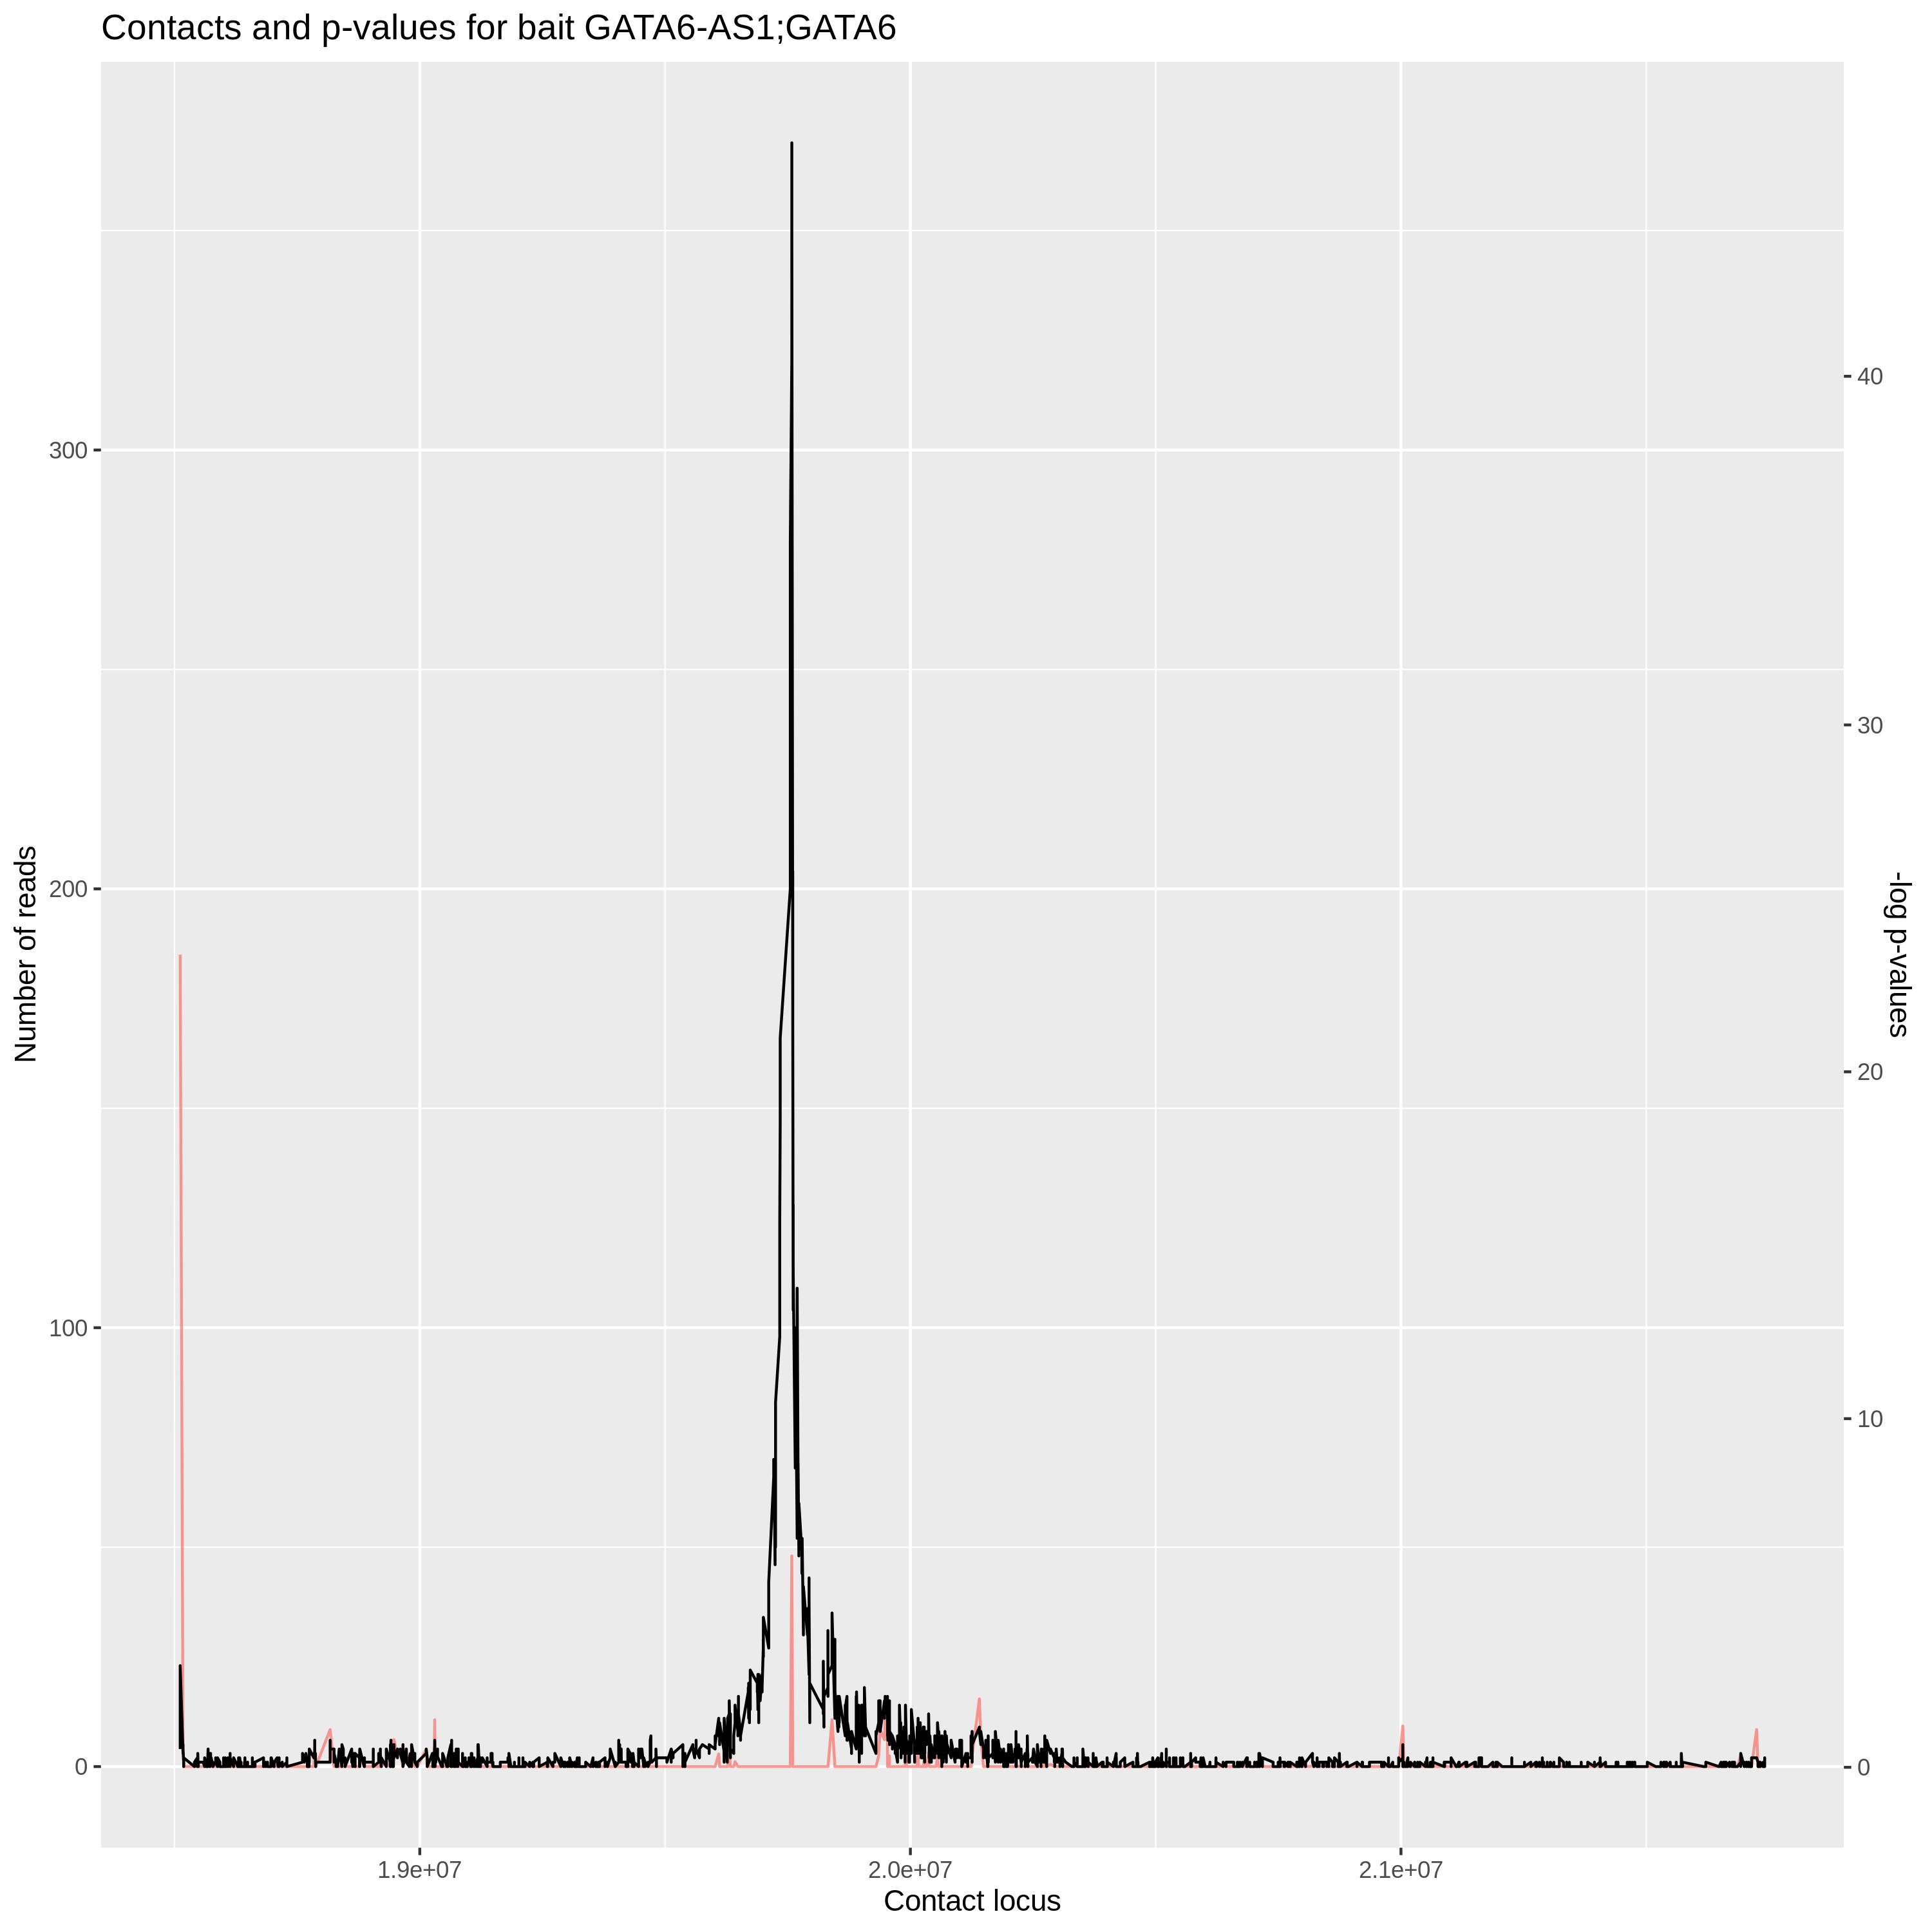 Contacts and p-values for bait GATA6-AS1;GATA6
Number of reads
300
200
100
0
40
30
20
10
0
-log p-values
1.9e+07
2.0e+07
2.1e+07
Contact locus